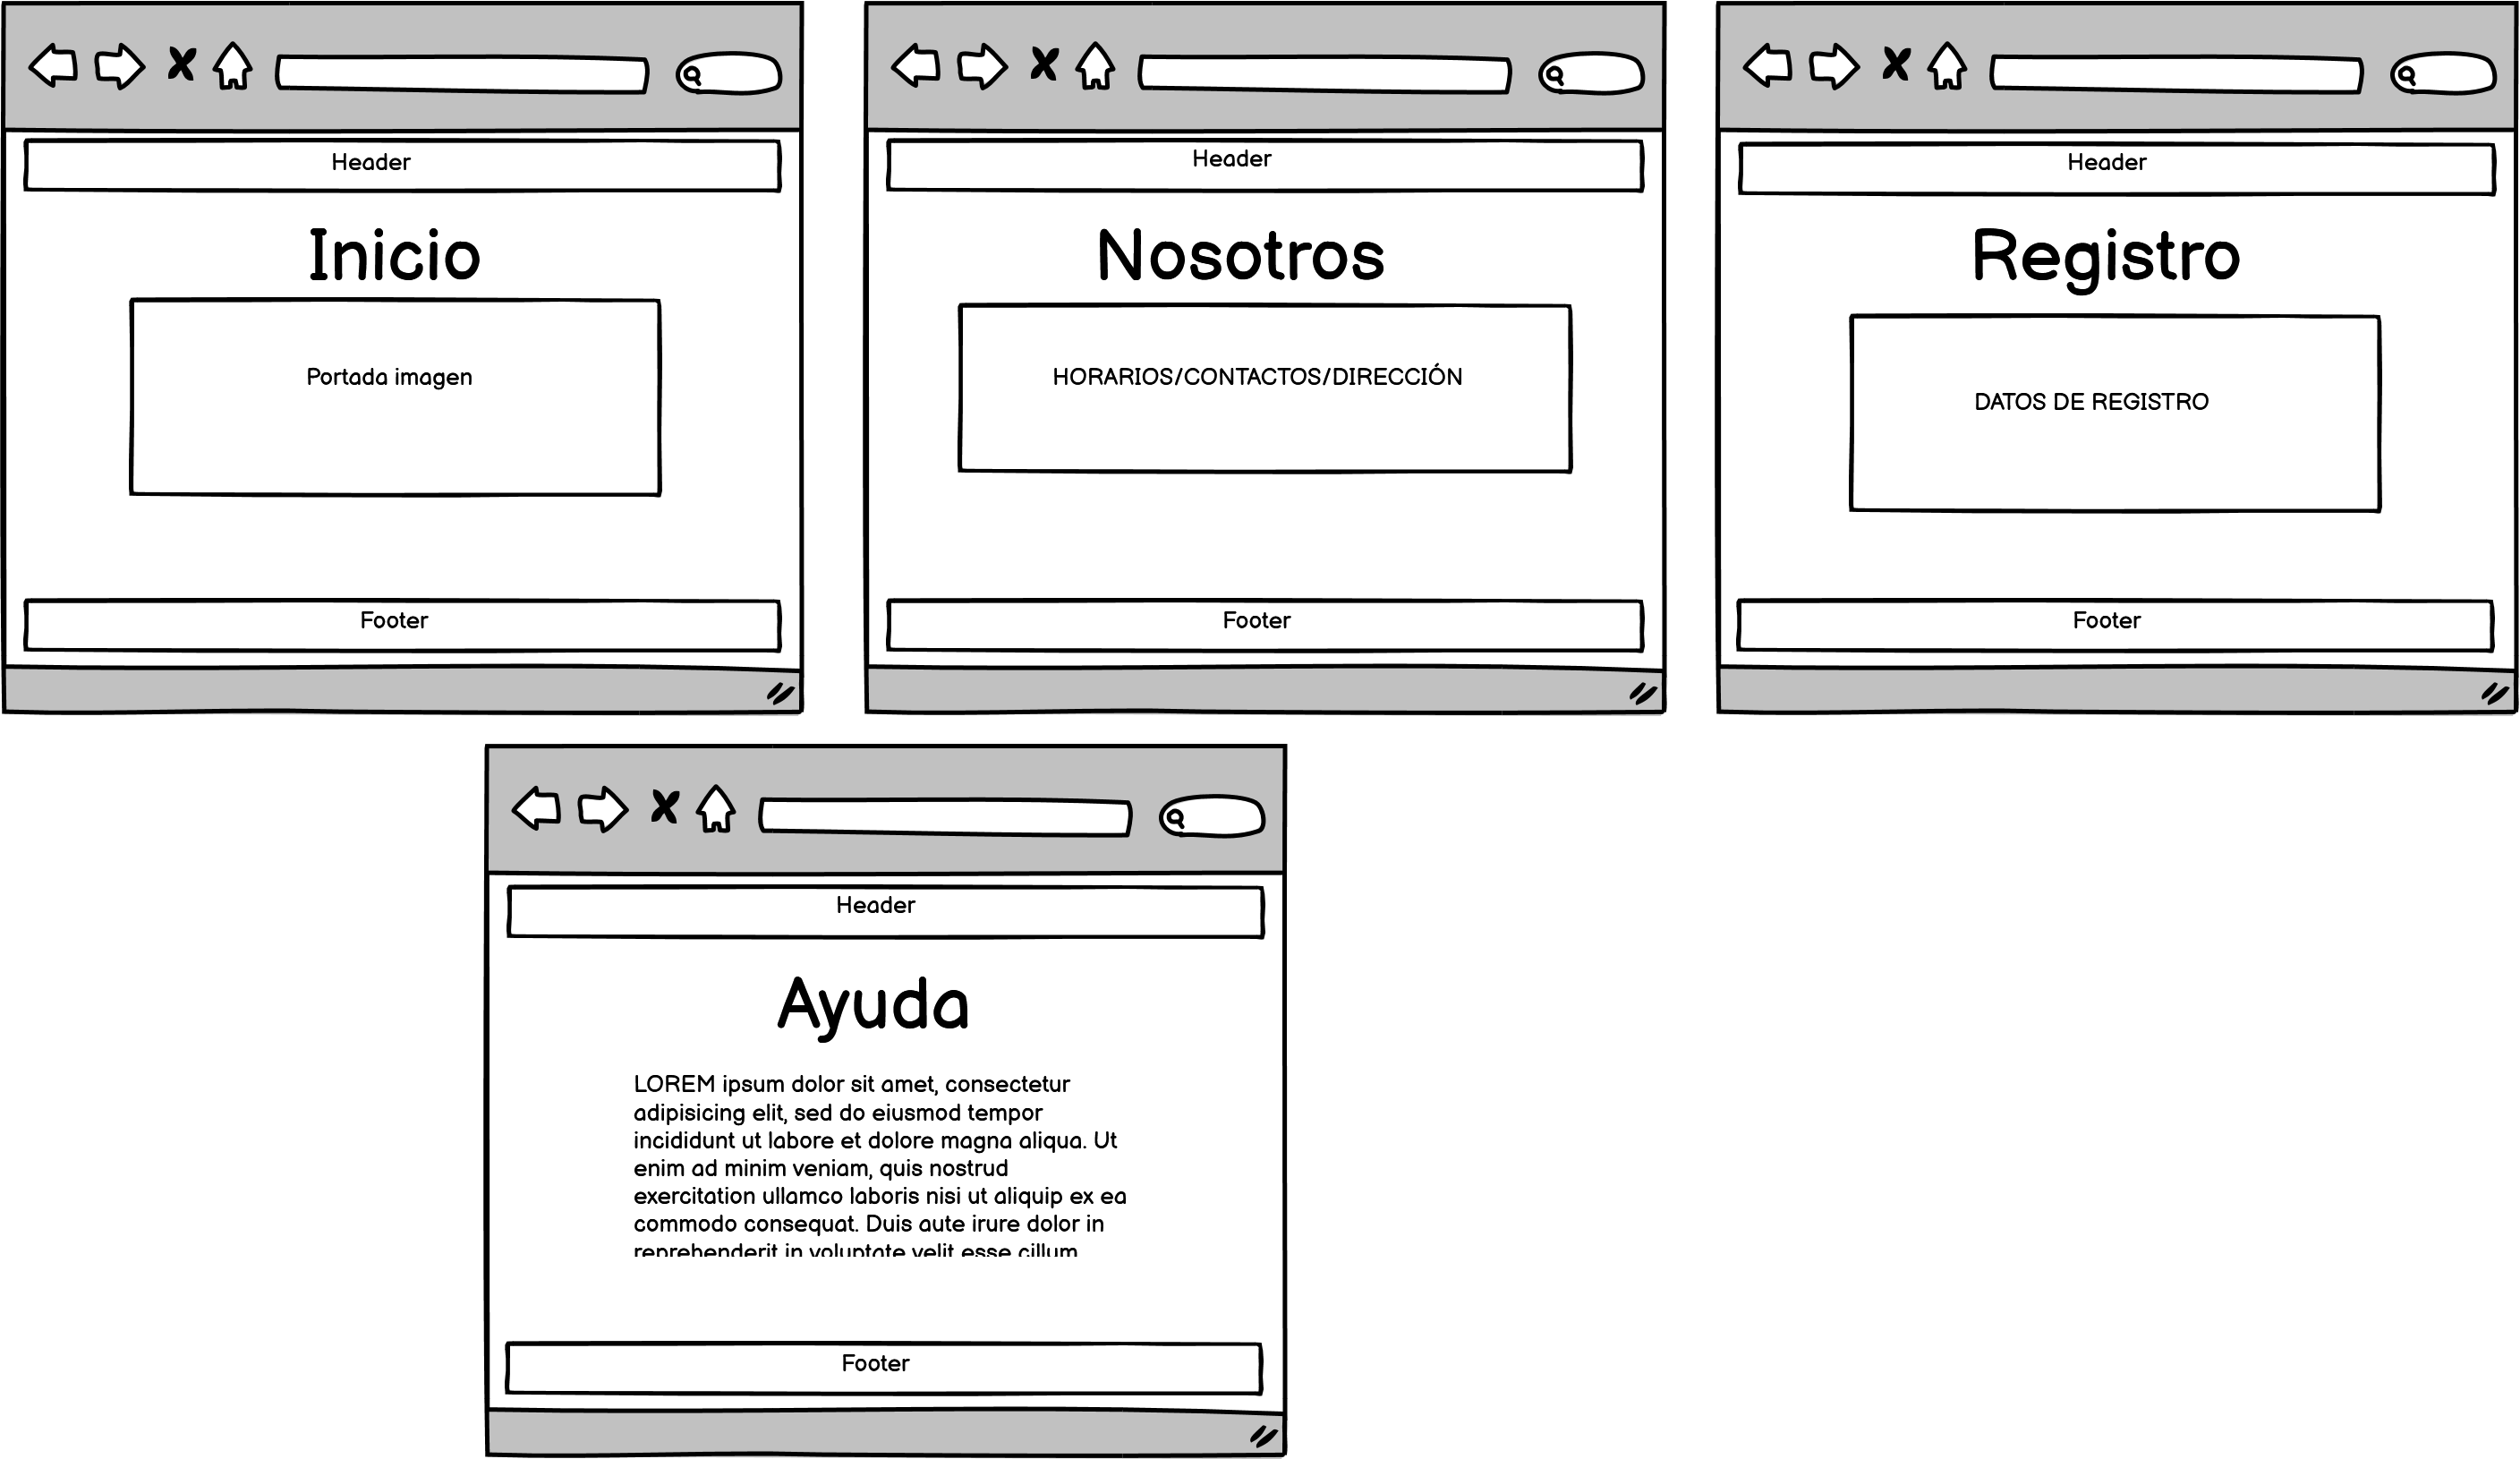 Header
Inicio
Portada imagen
Footer
Header
Nosotros
HORARIOS/CONTACTOS/DIRECCIÓN
Footer
Header
Registro
DATOS DE REGISTRO
Footer
Header
Ayuda
LOREM ipsum dolor sit amet, consectetur
adipisicing elit, sed do eiusmod tempor
incididunt ut labore et dolore magna aliqua. Ut
enim ad minim veniam, quis nostrud
exercitation ullamco laboris nisi ut aliquip ex ea
commodo consequat. Duis aute irure dolor in
reprehenderit in voluptate velit esse cillum
Footer